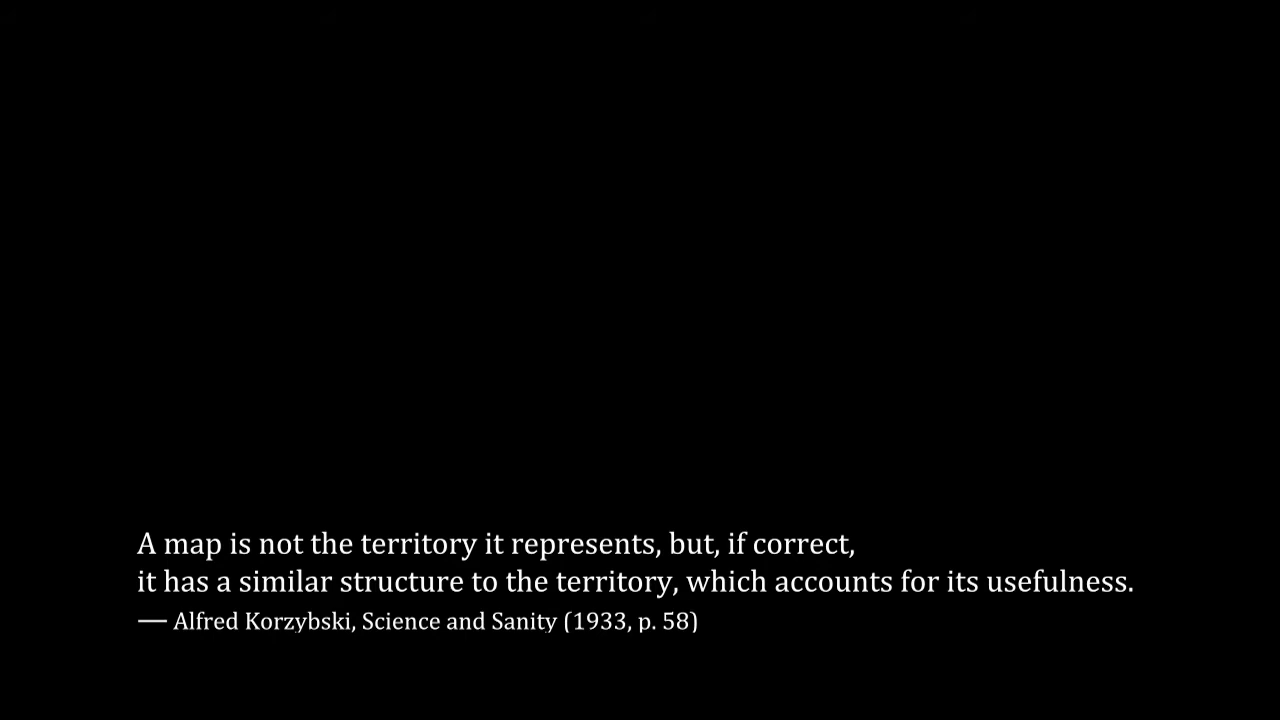 A map is not the territory it represents, but, if correct,
it has a similar structure to the territory, which accounts for its usefulness.
— Alfred Korzybski, Science and Sanity (1933, p. 58)